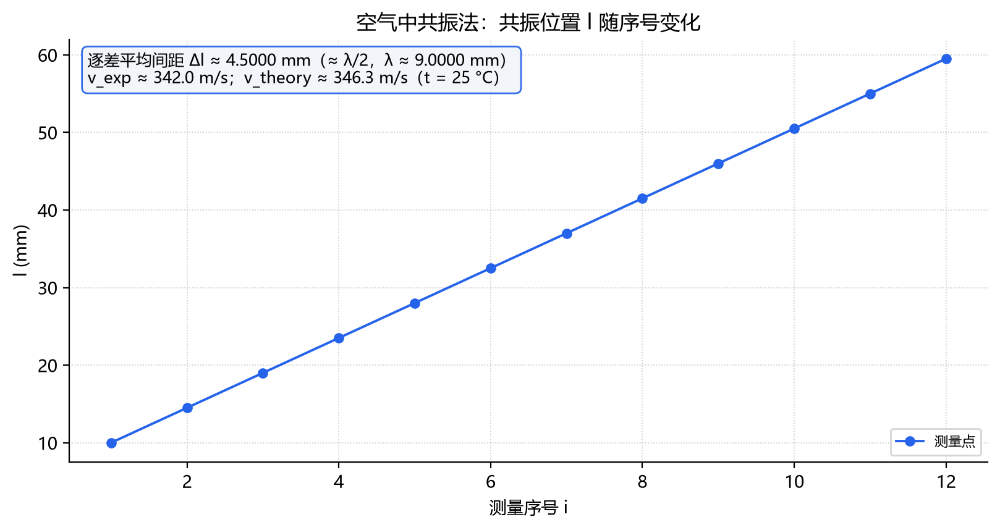 空气中共振法：共振位置 l 随序号变化
逐差平均间距 Δl ≈ 4.5000 mm（≈ λ/2，λ ≈ 9.0000 mm）
v_exp ≈ 342.0 m/s；v_theory ≈ 346.3 m/s（t = 25 °C）
l (mm)
60
50
40
30
20
10
2
4
6
8
10
12
测量序号 i
测量点